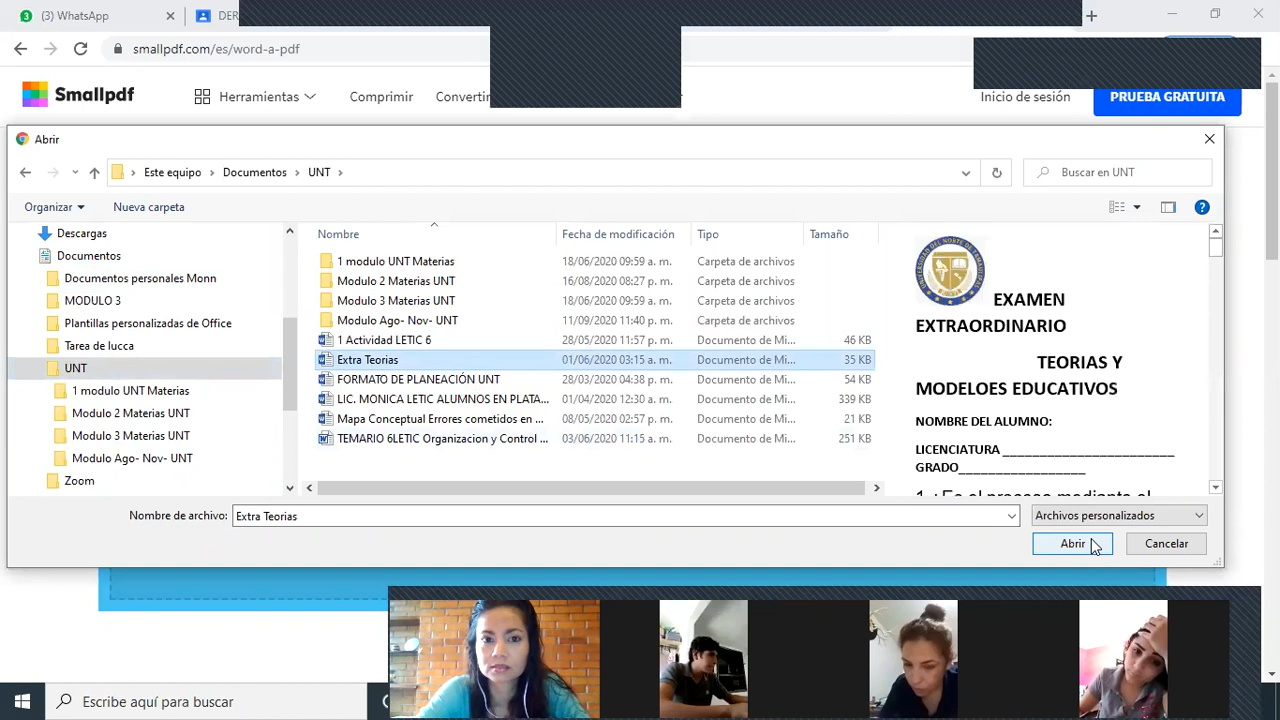 (3) WhatsApp
DER
smallpdf.com/es/word-a-pdf
Smallpdf
Herramientas
Comprimir
Inicio de sesión
PRUEBA GRATUITA
Abrir
Este equipo > Documentos > UNT >
Buscar en UNT
Organizar
Nueva carpeta
Descargas
Documentos
Documentos personales Monn
MODULO 3
Plantillas personalizadas de Office
Tarea de lucca
UNT
1 modulo UNT Materias
Modulo 2 Materias UNT
Modulo 3 Materias UNT
Modulo Ago- Nov- UNT
Zoom
Nombre Fecha de modificación Tipo Tamaño
1 modulo UNT Materias 18/06/2020 09:59 a. m. Carpeta de archivos
Modulo 2 Materias UNT 16/08/2020 08:27 p. m. Carpeta de archivos
Modulo 3 Materias UNT 18/06/2020 09:59 a. m. Carpeta de archivos
Modulo Ago- Nov- UNT 11/09/2020 11:40 p. m. Carpeta de archivos
1 Actividad LETIC 6 28/05/2020 11:57 p. m. Documento de Mi... 46 KB
Extra Teorias 01/06/2020 03:15 a. m. Documento de Mi... 35 KB
FORMATO DE PLANEACIÓN UNT 28/03/2020 04:38 p. m. Documento de Mi... 54 KB
LIC. MONICA LETIC ALUMNOS EN PLATA... 01/04/2020 12:30 a. m. Documento de Mi... 339 KB
Mapa Conceptual Errores cometidos en ... 08/05/2020 02:57 p. m. Documento de Mi... 21 KB
TEMARIO 6LETIC Organizacion y Control ... 03/06/2020 11:15 a. m. Documento de Mi... 251 KB
EXAMEN
EXTRAORDINARIO
TEORIAS Y
MODELOES EDUCATIVOS
NOMBRE DEL ALUMNO:
LICENCIATURA ________________________
GRADO_________________
Nombre de archivo: Extra Teorias
Archivos personalizados
Abrir
Cancelar
Escribe aquí para buscar